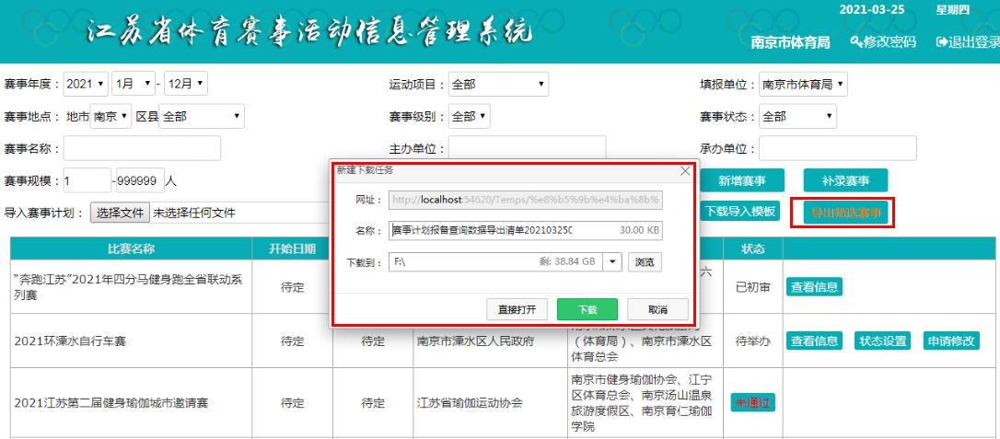 2021-03-25 星期四
江苏省体育赛事活动信息管理系统
南京市体育局 修改密码 退出登录
赛事年度： 2021 1月 - 12月 运动项目： 全部 填报单位： 南京市体育局
赛事地点： 地市 南京 区县 全部 赛事级别： 全部 赛事状态： 全部
赛事名称： 主办单位： 承办单位：
赛事规模： 1 -999999 人 新增赛事 补录赛事
导入赛事计划： 选择文件 未选择任何文件 下载导入模板 导出筛选赛事
新建下载任务
网址： http://localhost:54620/Temps/%e8%b5%9b%e4%ba%8b%
名称： 赛事计划报备查询数据导出清单20210325 30.00 KB
下载到： F:\ 剩: 38.84 GB 浏览
直接打开 下载 取消
比赛名称 开始日期 状态
“奔跑江苏”2021年四分马健身跑全省联动系
列赛
待定 六 已初审 查看信息
2021环溧水自行车赛 待定 待定 南京市溧水区人民政府
（体育局）、南京市溧水区
体育总会
待举办 查看信息 状态设置 申请修改
2021江苏第二届健身瑜伽城市邀请赛 待定 待定 江苏省瑜伽运动协会
南京市健身瑜伽协会、江宁
区体育总会、南京汤山温泉
旅游度假区、南京育仁瑜伽
学院
未通过